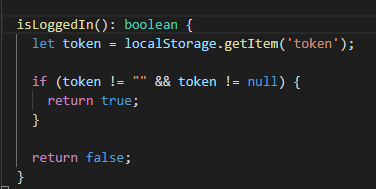 isLoggedIn(): boolean {
let token = localStorage.getItem('token');
if (token != "" && token != null) {
return true;
}
return false;
}